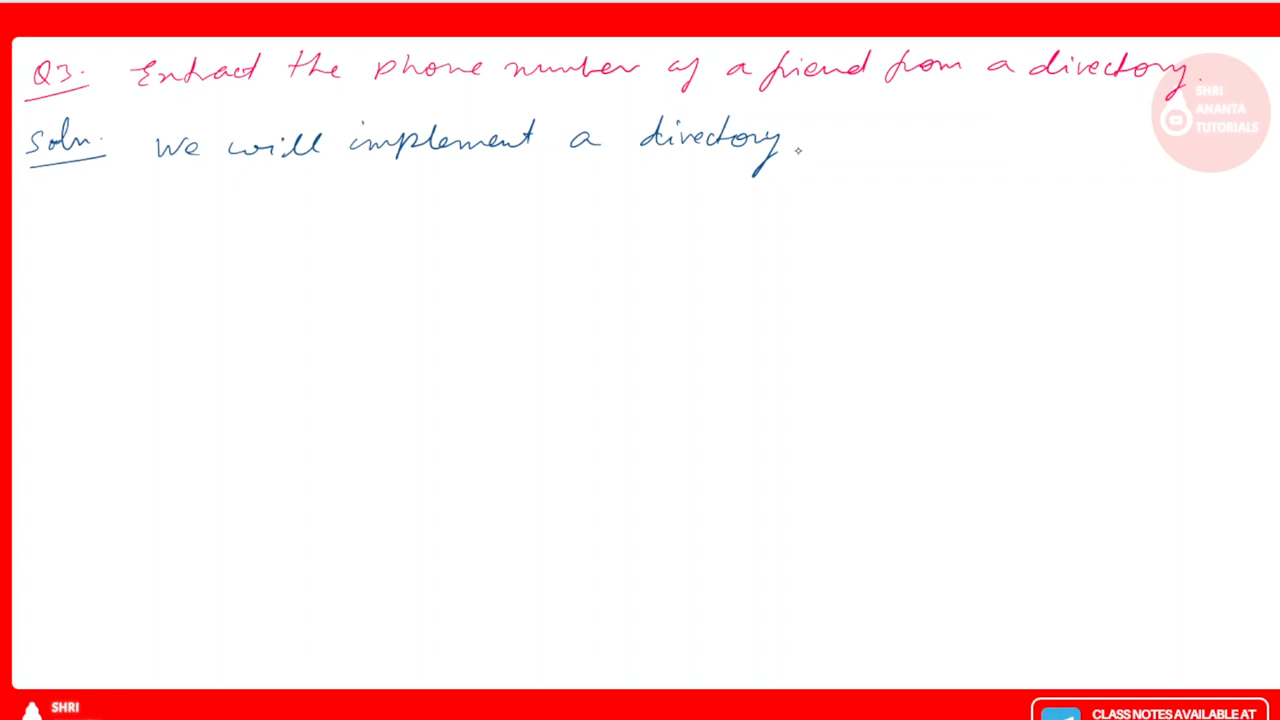 Q3. Extract the phone number of a friend from a directory.
Soln. We will implement a directory
SHRI
ANANTA
TUTORIALS
SHRI
CLASS NOTES AVAILABLE AT